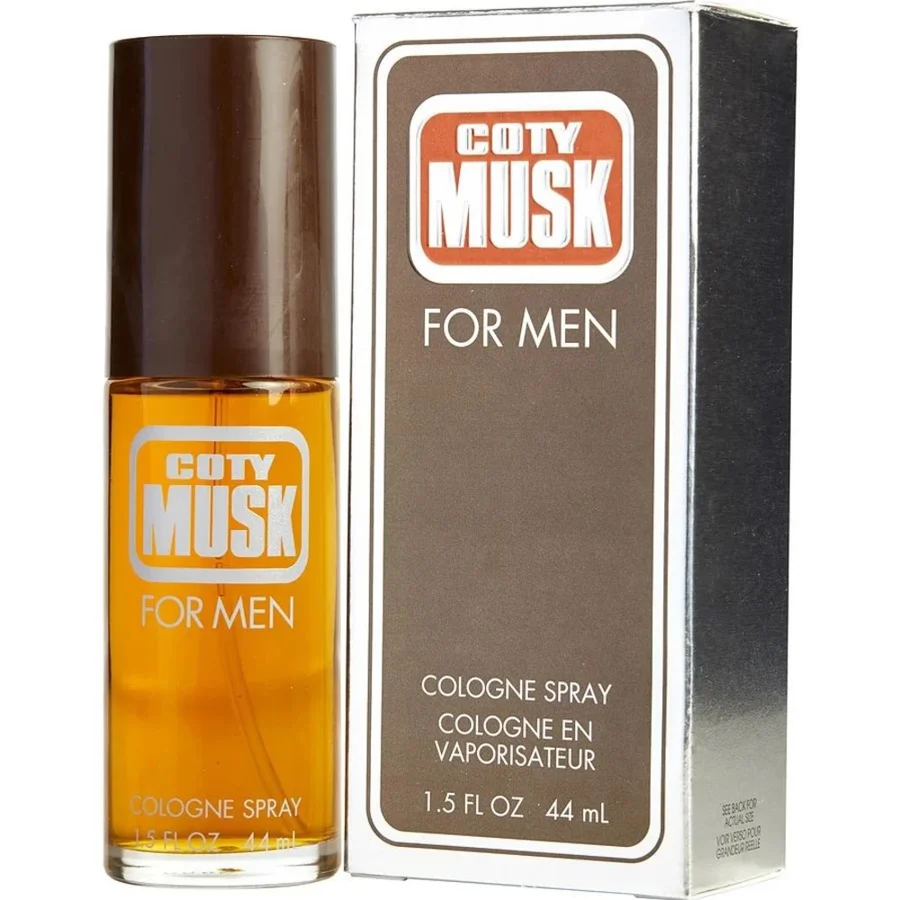 COTY
MUSK
FOR MEN
COLOGNE SPRAY
1.5 FL OZ 44 mL
COTY
MUSK
FOR MEN
COLOGNE SPRAY
COLOGNE EN
VAPORISATEUR
1.5 FL OZ 44 mL
SEE BACK FOR
ACTUAL SIZE
VOIR VERSO POUR
GRANDEUR RÉELLE